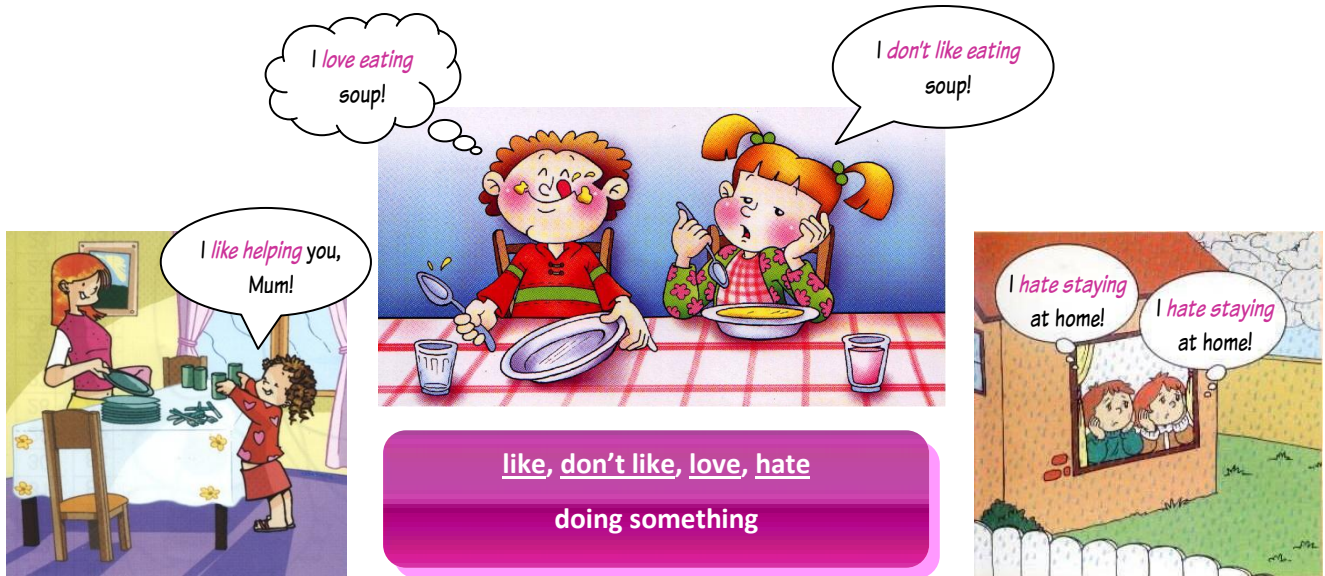 I love eating
soup!
I don't like eating
soup!
I like helping you,
Mum!
I hate staying
at home!
I hate staying
at home!
like, don’t like, love, hate
doing something